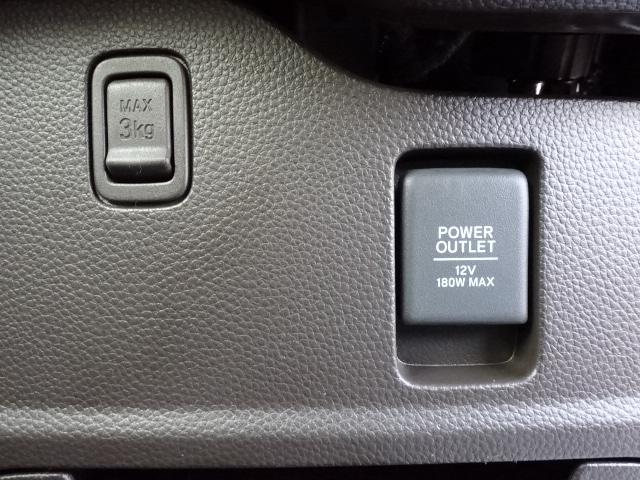 MAX
3kg
POWER
OUTLET
12V
180W MAX